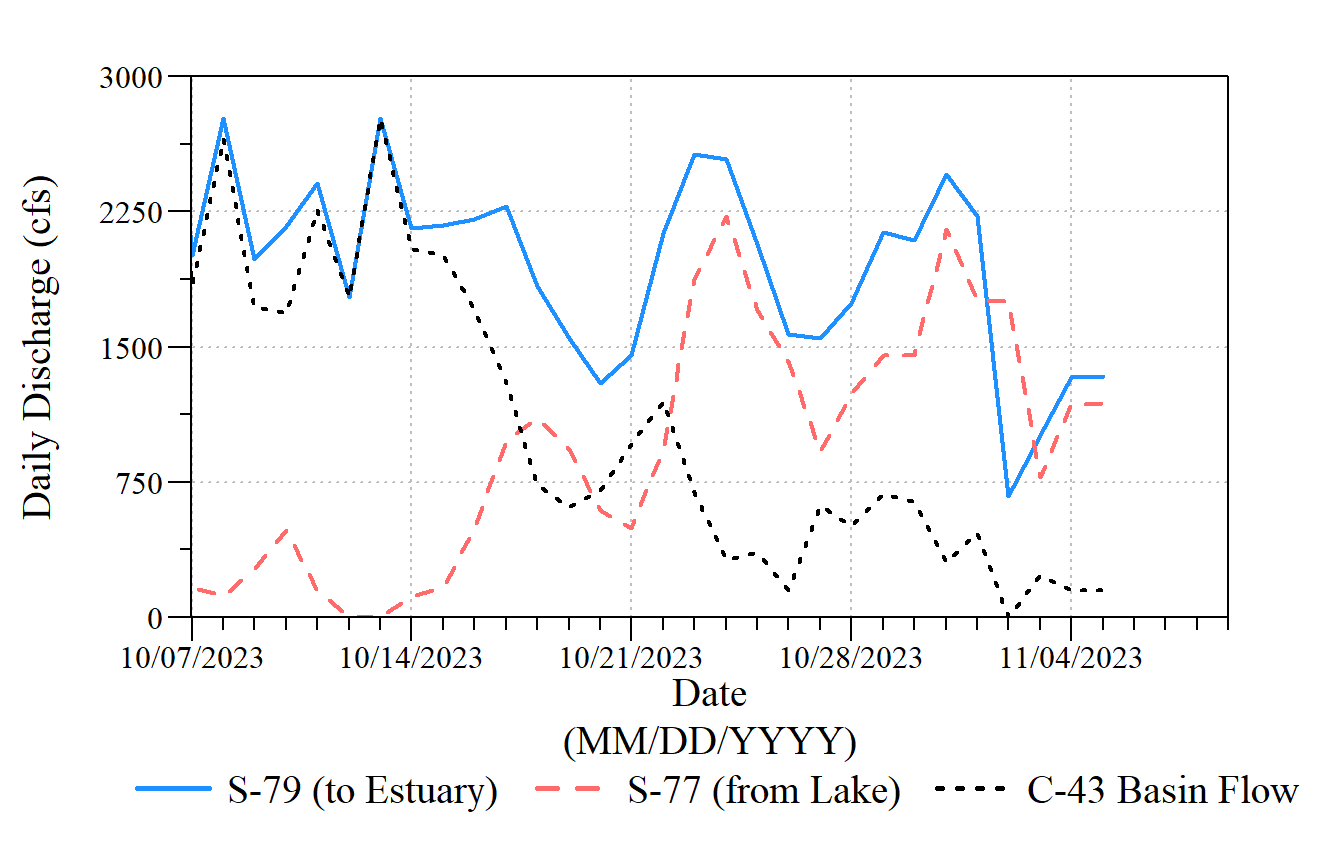 3000
2250
1500
750
0
Daily Discharge (cfs)
10/07/2023 10/14/2023 10/21/2023 10/28/2023 11/04/2023
Date
(MM/DD/YYYY)
S-79 (to Estuary) S-77 (from Lake) C-43 Basin Flow